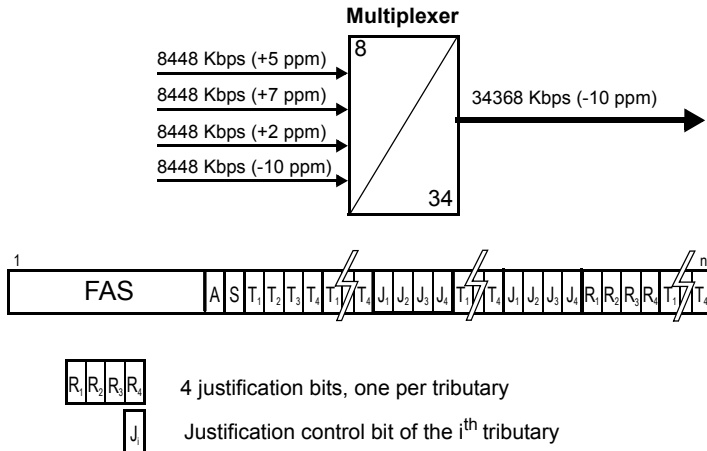 Multiplexer
8448 Kbps (+5 ppm)
8448 Kbps (+7 ppm)
8448 Kbps (+2 ppm)
8448 Kbps (-10 ppm)
8
34
34368 Kbps (-10 ppm)
1 n
FAS A S T1 T2 T3 T4 T1 T4 J1 J2 J3 J4 T1 T4 J1 J2 J3 J4 R1 R2 R3 R4 T1 T4
R1 R2 R3 R4 4 justification bits, one per tributary
Ji Justification control bit of the ith tributary